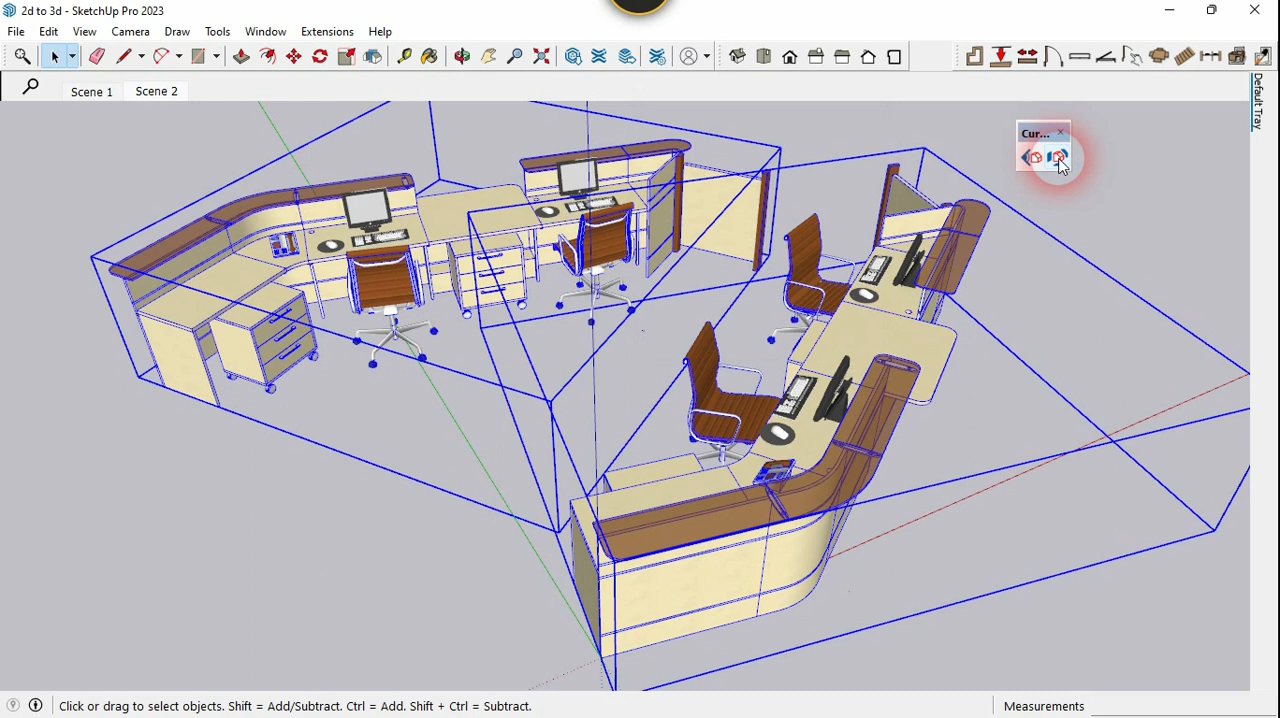 2d to 3d - SketchUp Pro 2023
File Edit View Camera Draw Tools Window Extensions Help
Scene 1 Scene 2
Default Tray
Cur...
Click or drag to select objects. Shift = Add/Subtract. Ctrl = Add. Shift + Ctrl = Subtract.
Measurements